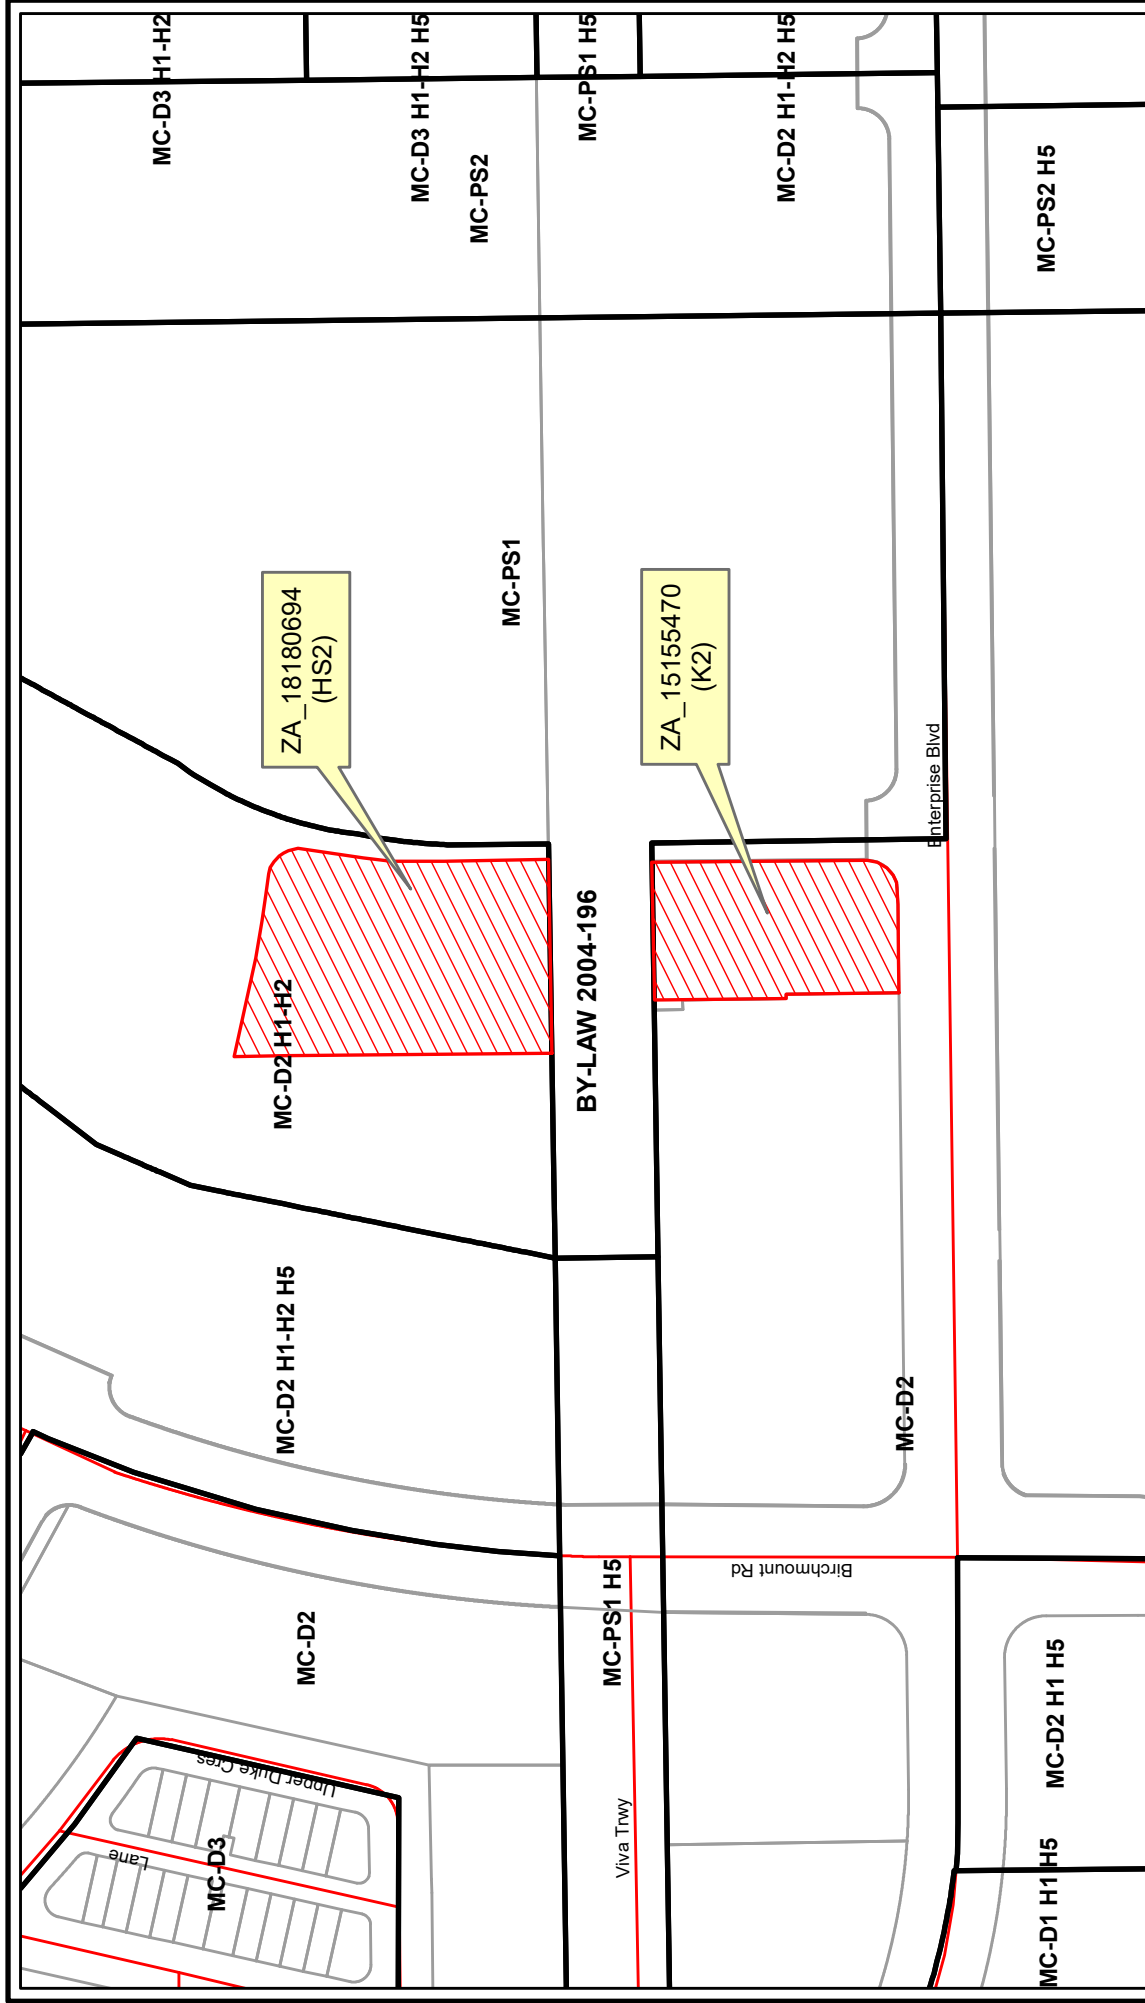 MC-D3 H1-H2
MC-D3 H1-H2 H5
MC-PS2
MC-PS1 H5
MC-D2 H1-H2 H5
MC-PS2 H5
MC-PS1
ZA_18180694
(HS2)
ZA_15155470
(K2)
Enterprise Blvd
MC-D2 H1-H2
BY-LAW 2004-196
MC-D2 H1-H2 H5
MC-D2
Birchmount Rd
MC-PS1 H5
MC-D2
MC-D2 H1 H5
Upper Duke Cres
Viva Trwy
Lane
MC-D3
MC-D1 H1 H5